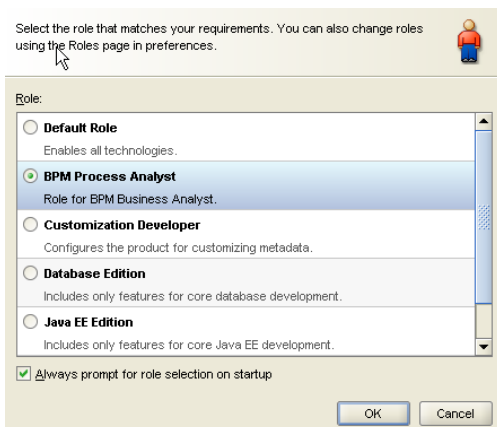 Select the role that matches your requirements. You can also change roles
using the Roles page in preferences.
Role:
Default Role
Enables all technologies.
BPM Process Analyst
Role for BPM Business Analyst.
Customization Developer
Configures the product for customizing metadata.
Database Edition
Includes only features for core database development.
Java EE Edition
Includes only features for core Java EE development.
Always prompt for role selection on startup
OK
Cancel